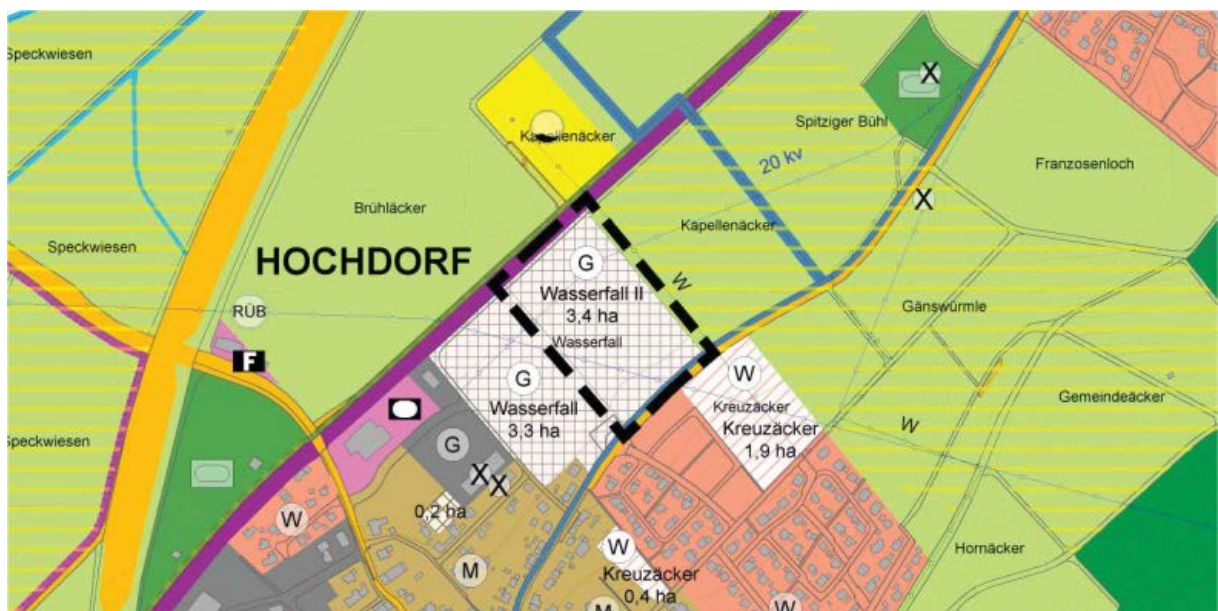 Speckwiesen
X
Kapellenäcker
Spitziger Bühl
20 kv
Franzosenloch
Brühläcker
X
Kapellenäcker
Speckwiesen
HOCHDORF
G
W
Wasserfall II
3,4 ha
Gänswürmle
RÜB
Wasserfall
F
W
G
Kreuzäcker
Gemeindeäcker
Wasserfall
3,3 ha
Kreuzäcker
1,9 ha
W
Speckwiesen
G
X
X
0,2 ha
W
W
Hornäcker
M
Kreuzäcker
0,4 ha
M
W